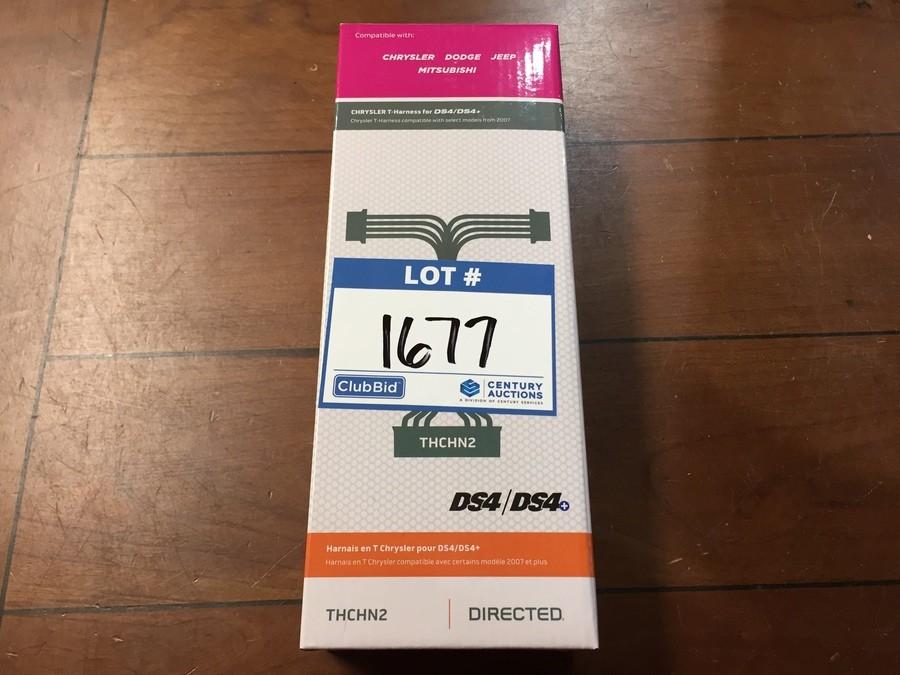 Compatible with:
CHRYSLER DODGE JEEP
MITSUBISHI
CHRYSLER T-Harness for DS4/DS4+
Chrysler T-Harness compatible with select models from 2007
LOT #
1677
ClubBid
CENTURY
AUCTIONS
A DIVISION OF CENTURY SERVICES
THCHN2
DS4/DS4+
Harnais en T Chrysler pour DS4/DS4+
Harnais en T Chrysler compatible avec certains modèle 2007 et plus
THCHN2 DIRECTED.